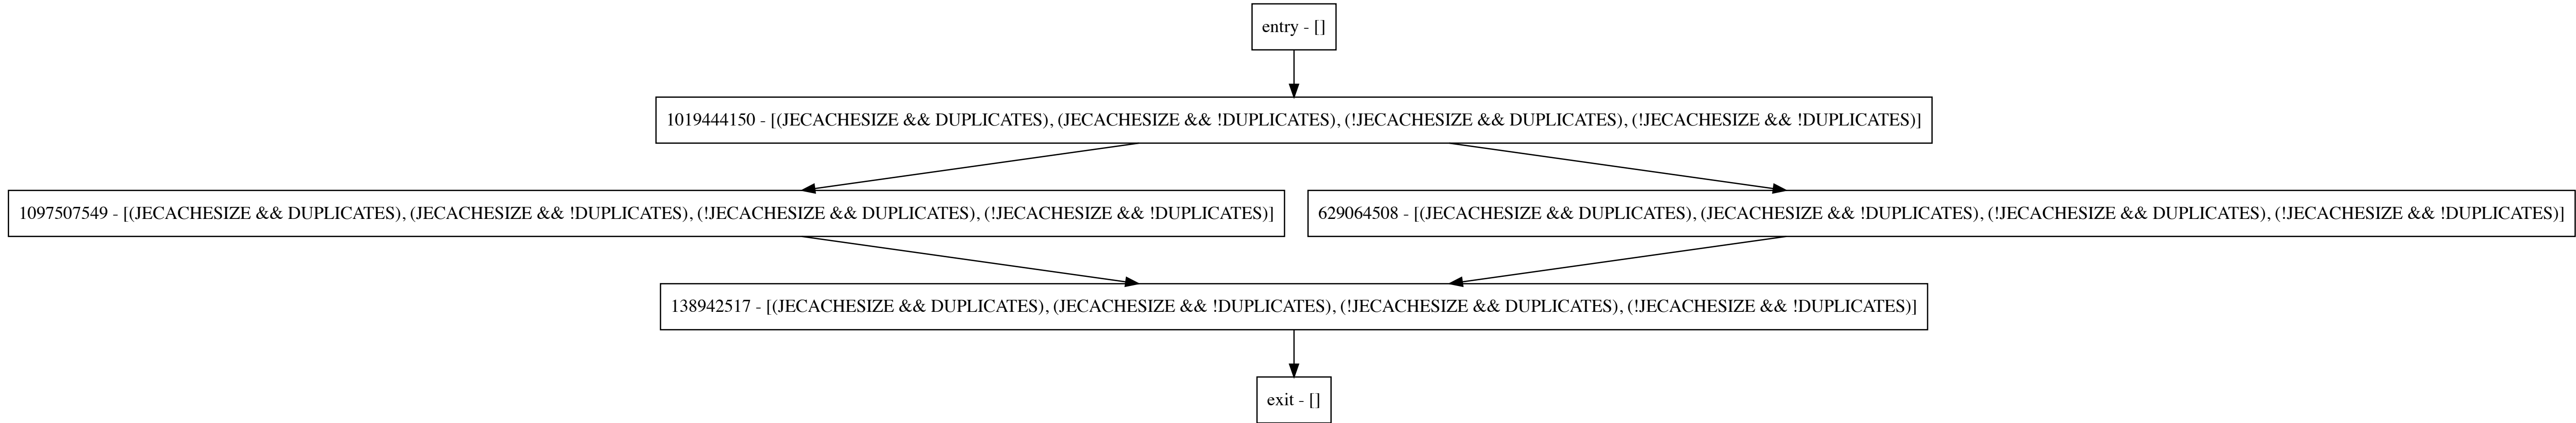 entry - []
1019444150 - [(JECACHESIZE && DUPLICATES), (JECACHESIZE && !DUPLICATES), (!JECACHESIZE && DUPLICATES), (!JECACHESIZE && !DUPLICATES)]
1097507549 - [(JECACHESIZE && DUPLICATES), (JECACHESIZE && !DUPLICATES), (!JECACHESIZE && DUPLICATES), (!JECACHESIZE && !DUPLICATES)]
629064508 - [(JECACHESIZE && DUPLICATES), (JECACHESIZE && !DUPLICATES), (!JECACHESIZE && DUPLICATES), (!JECACHESIZE && !DUPLICATES)]
138942517 - [(JECACHESIZE && DUPLICATES), (JECACHESIZE && !DUPLICATES), (!JECACHESIZE && DUPLICATES), (!JECACHESIZE && !DUPLICATES)]
exit - []